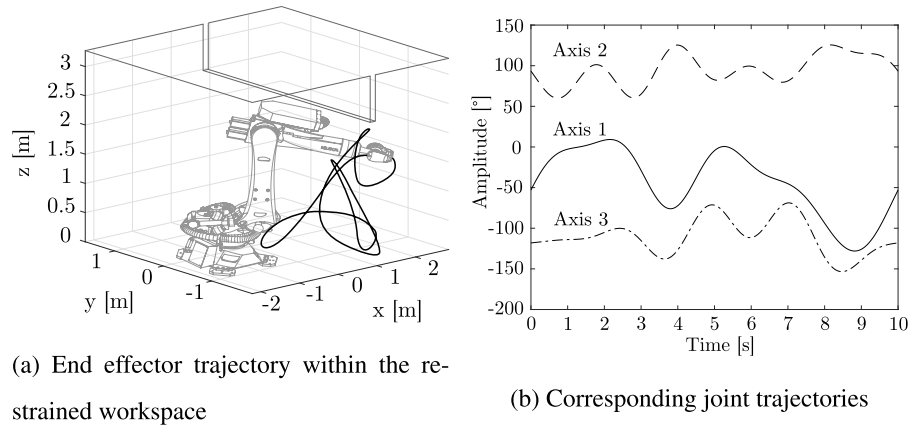 3
2.5
2
1.5
1
0.5
0
z [m]
1
0
-1
y [m]
-2
-1
0
1
2
x [m]
(a) End effector trajectory within the re-
strained workspace
150
100
50
0
-50
-100
-150
-200
Amplitude [°]
Axis 2
Axis 1
Axis 3
0 1 2 3 4 5 6 7 8 9 10
Time [s]
(b) Corresponding joint trajectories